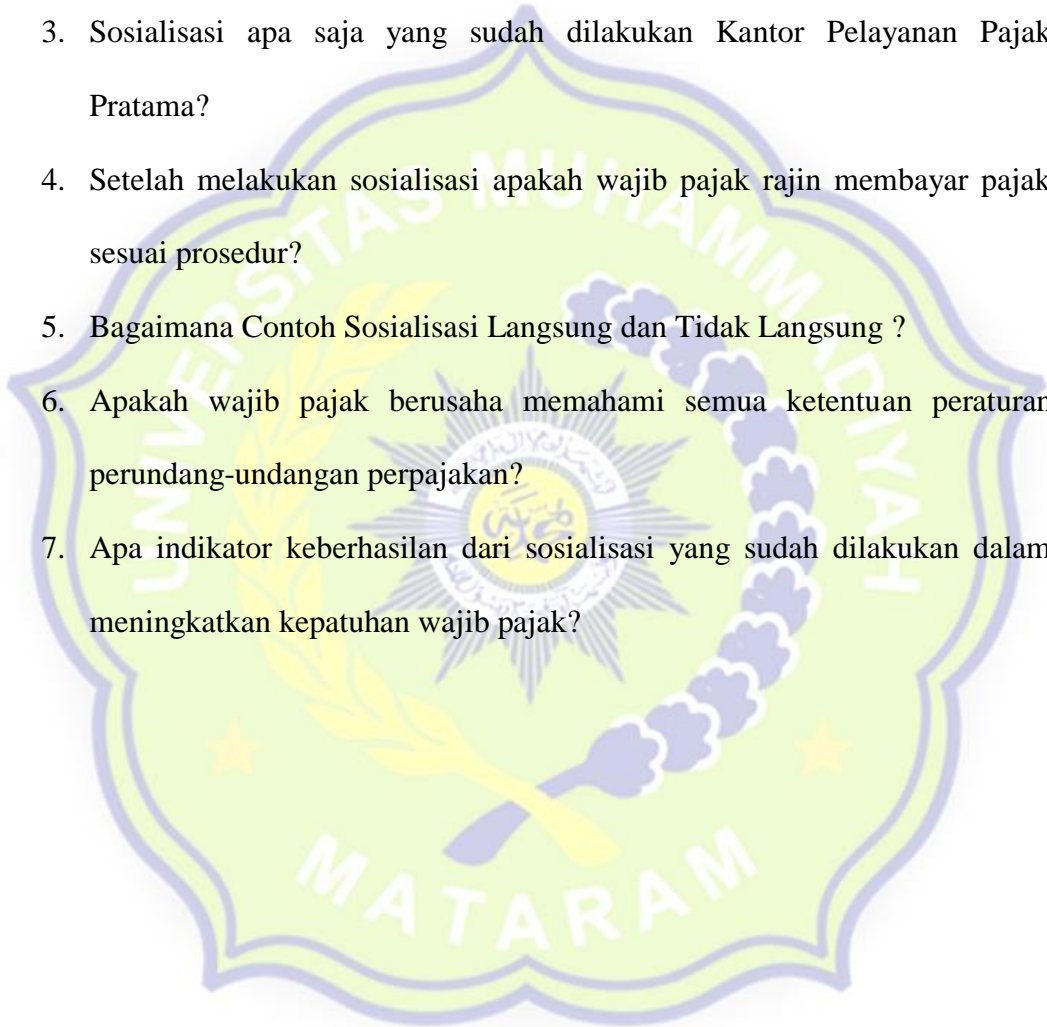 3. Sosialisasi apa saja yang sudah dilakukan Kantor Pelayanan Pajak
Pratama?
4. Setelah melakukan sosialisasi apakah wajib pajak rajin membayar pajak
sesuai prosedur?
5. Bagaimana Contoh Sosialisasi Langsung dan Tidak Langsung ?
6. Apakah wajib pajak berusaha memahami semua ketentuan peraturan
perundang-undangan perpajakan?
7. Apa indikator keberhasilan dari sosialisasi yang sudah dilakukan dalam
meningkatkan kepatuhan wajib pajak?
UNIVERSITAS MUHAMMADIYAH
MATARAM